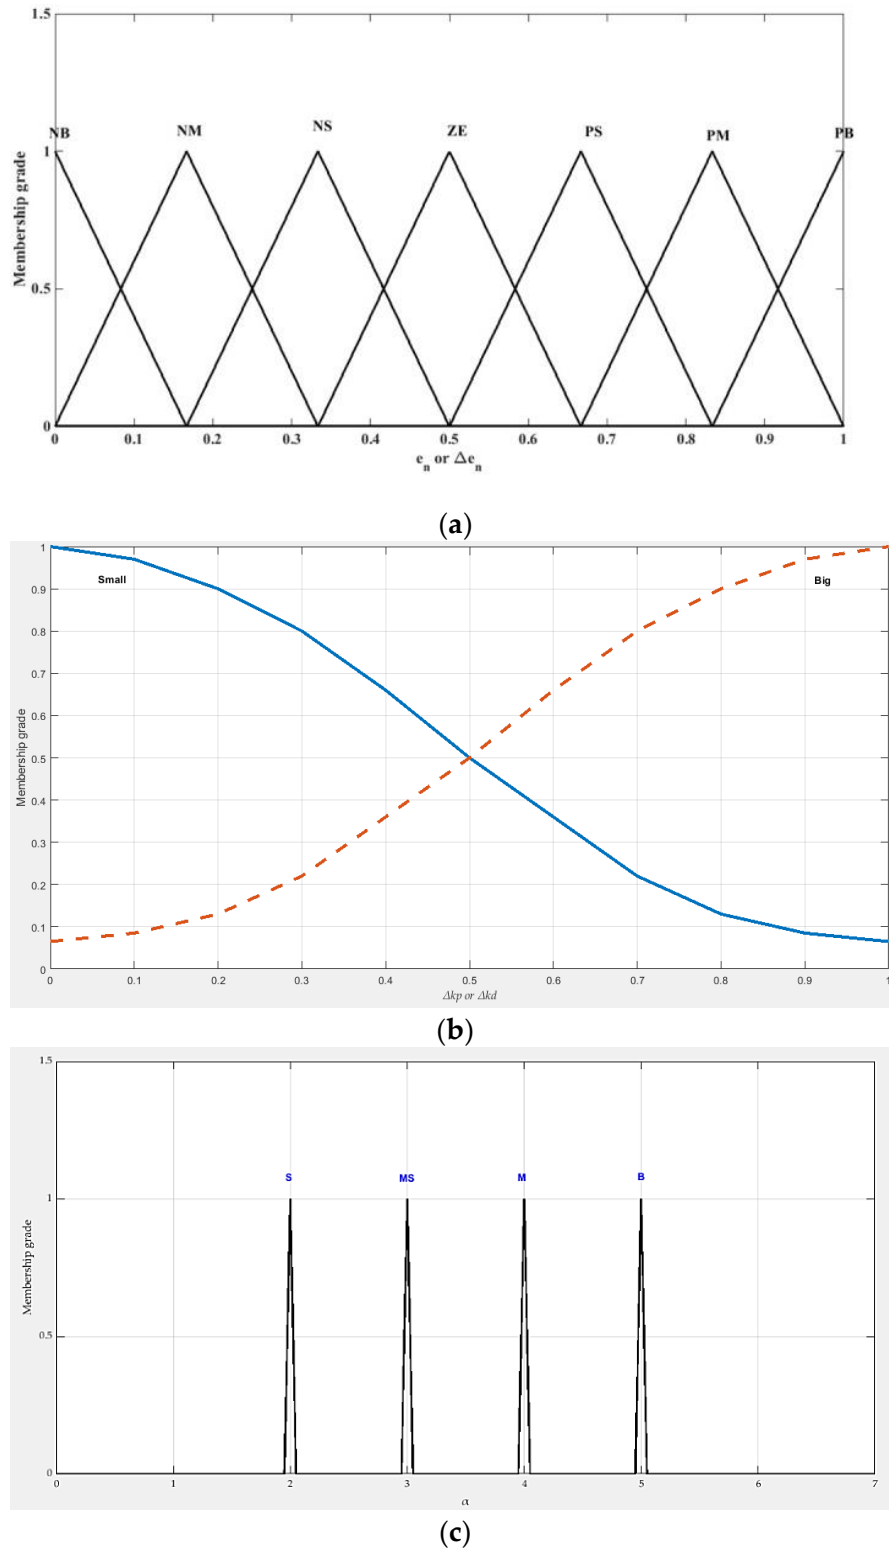 1.5
NB NM NS ZE PS PM PB
1
Membership grade
0.5
0
0 0.1 0.2 0.3 0.4 0.5 0.6 0.7 0.8 0.9 1
en or Δen
(a)
1
Small Big
0.9
0.8
0.7
0.6
Membership grade
0.5
0.4
0.3
0.2
0.1
0
0 0.1 0.2 0.3 0.4 0.5 0.6 0.7 0.8 0.9 1
Δkp or Δkd
(b)
1.5
S MS M B
1
Membership grade
0.5
0
0 1 2 3 4 5 6 7
α
(c)